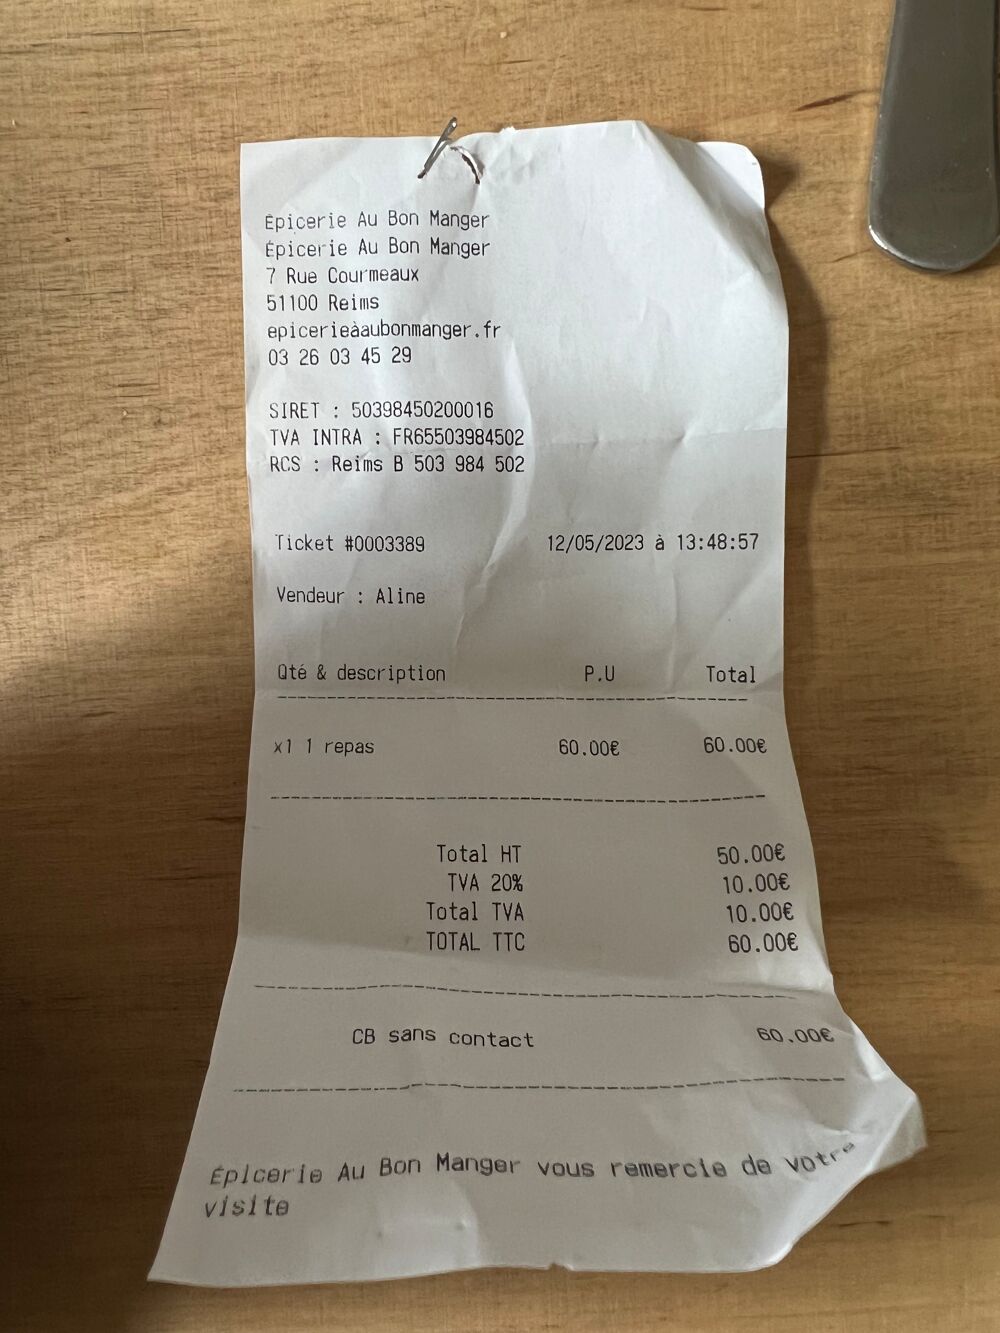 Épicerie Au Bon Manger
Épicerie Au Bon Manger
7 Rue Courmeaux
51100 Reims
epicerieàaubonmanger.fr
03 26 03 45 29
SIRET : 50398450200016
TVA INTRA : FR65503984502
RCS : Reims B 503 984 502
Ticket #0003389 12/05/2023 à 13:48:57
Vendeur : Aline
Qté & description P.U Total
x1 1 repas 60.00€ 60.00€
Total HT 50.00€
TVA 20% 10.00€
Total TVA 10.00€
TOTAL TTC 60.00€
CB sans contact 60.00€
Épicerie Au Bon Manger vous remercie de votre
visite